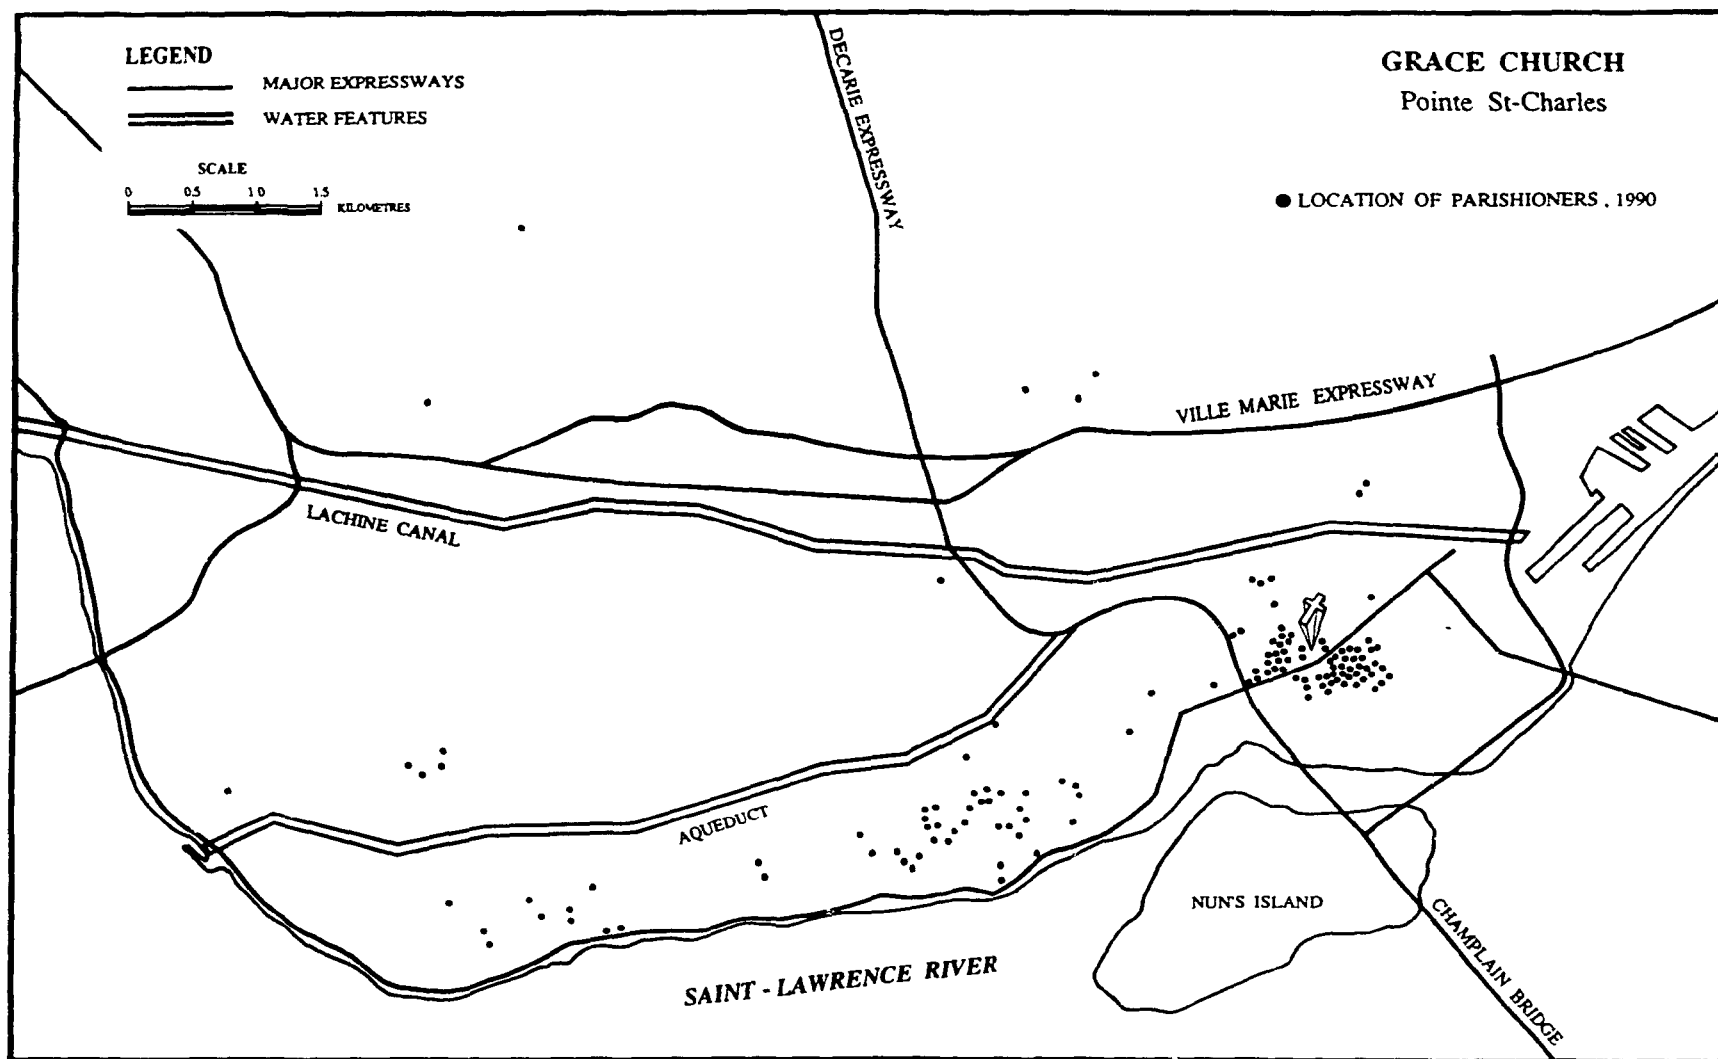 LEGEND
MAJOR EXPRESSWAYS
WATER FEATURES
SCALE
0 0.5 1.0 1.5
KILOMETRES
GRACE CHURCH
Pointe St-Charles
LOCATION OF PARISHIONERS, 1990
DECARIE EXPRESSWAY
VILLE MARIE EXPRESSWAY
LACHINE CANAL
AQUEDUCT
NUN'S ISLAND
CHAMPLAIN BRIDGE
SAINT - LAWRENCE RIVER